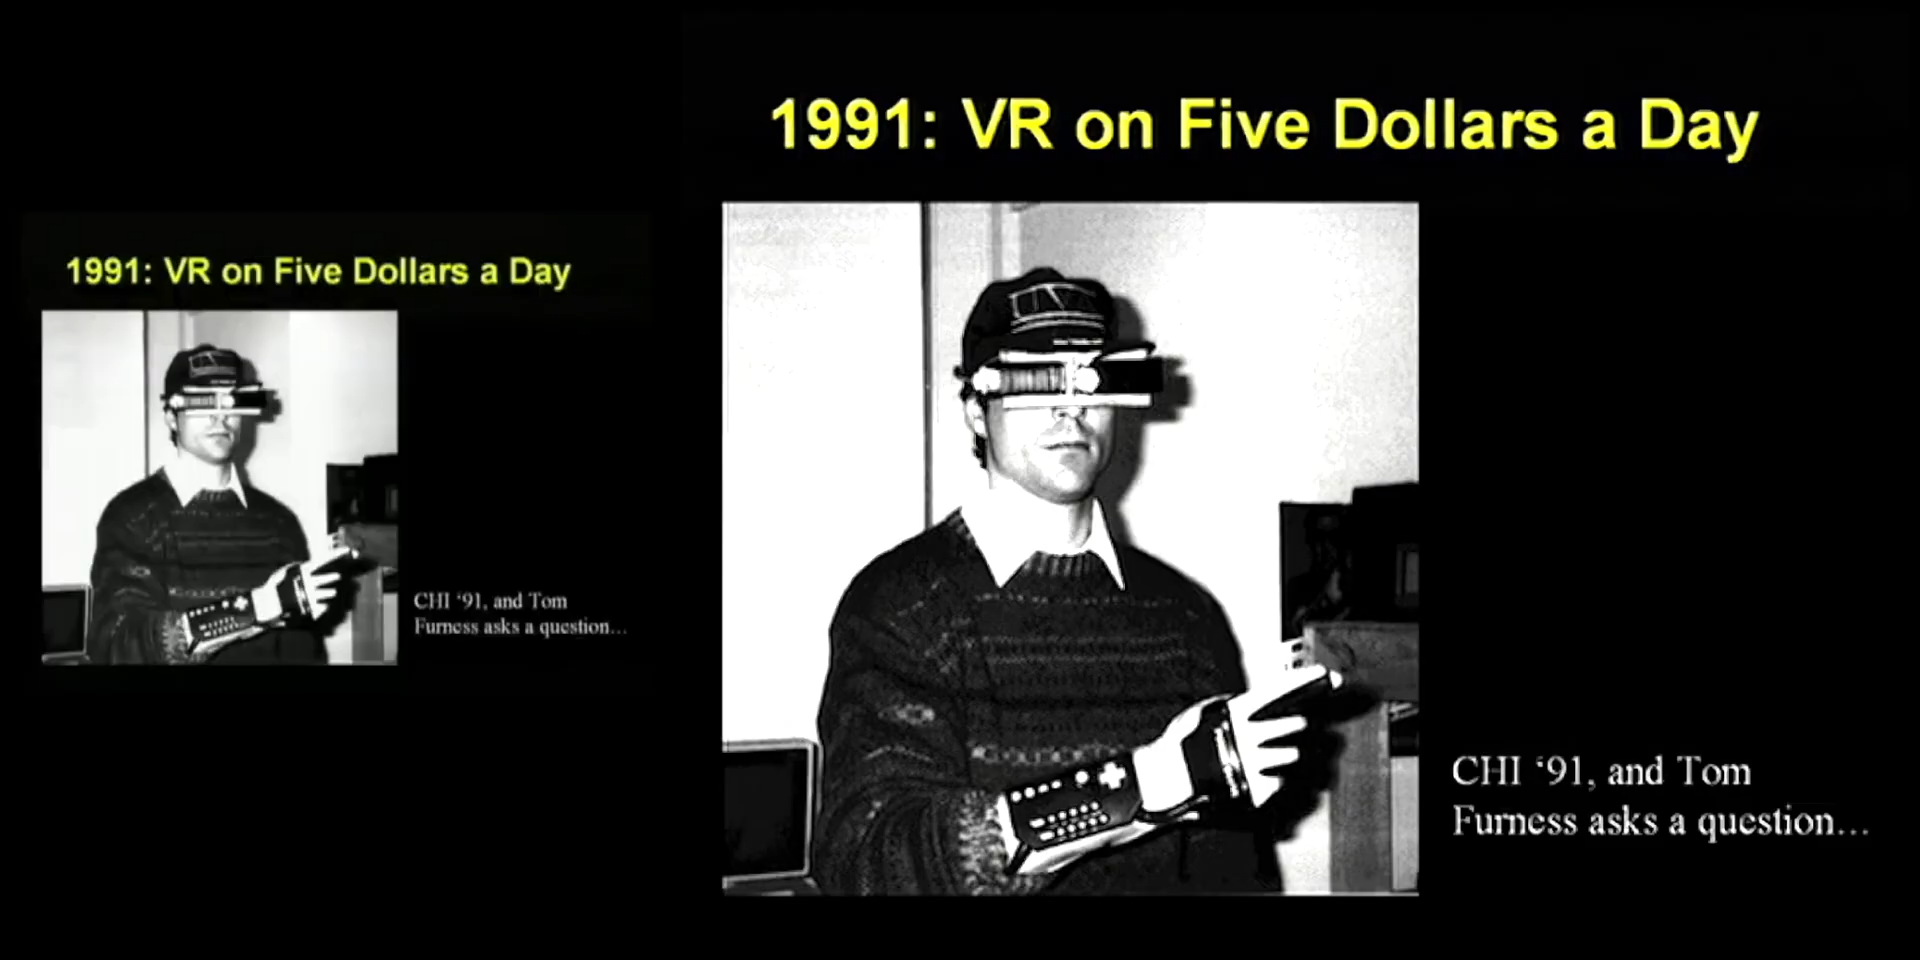 1991: VR on Five Dollars a Day
CHI ‘91, and Tom
Furness asks a question…
1991: VR on Five Dollars a Day
UVA
CHI ‘91, and Tom
Furness asks a question…